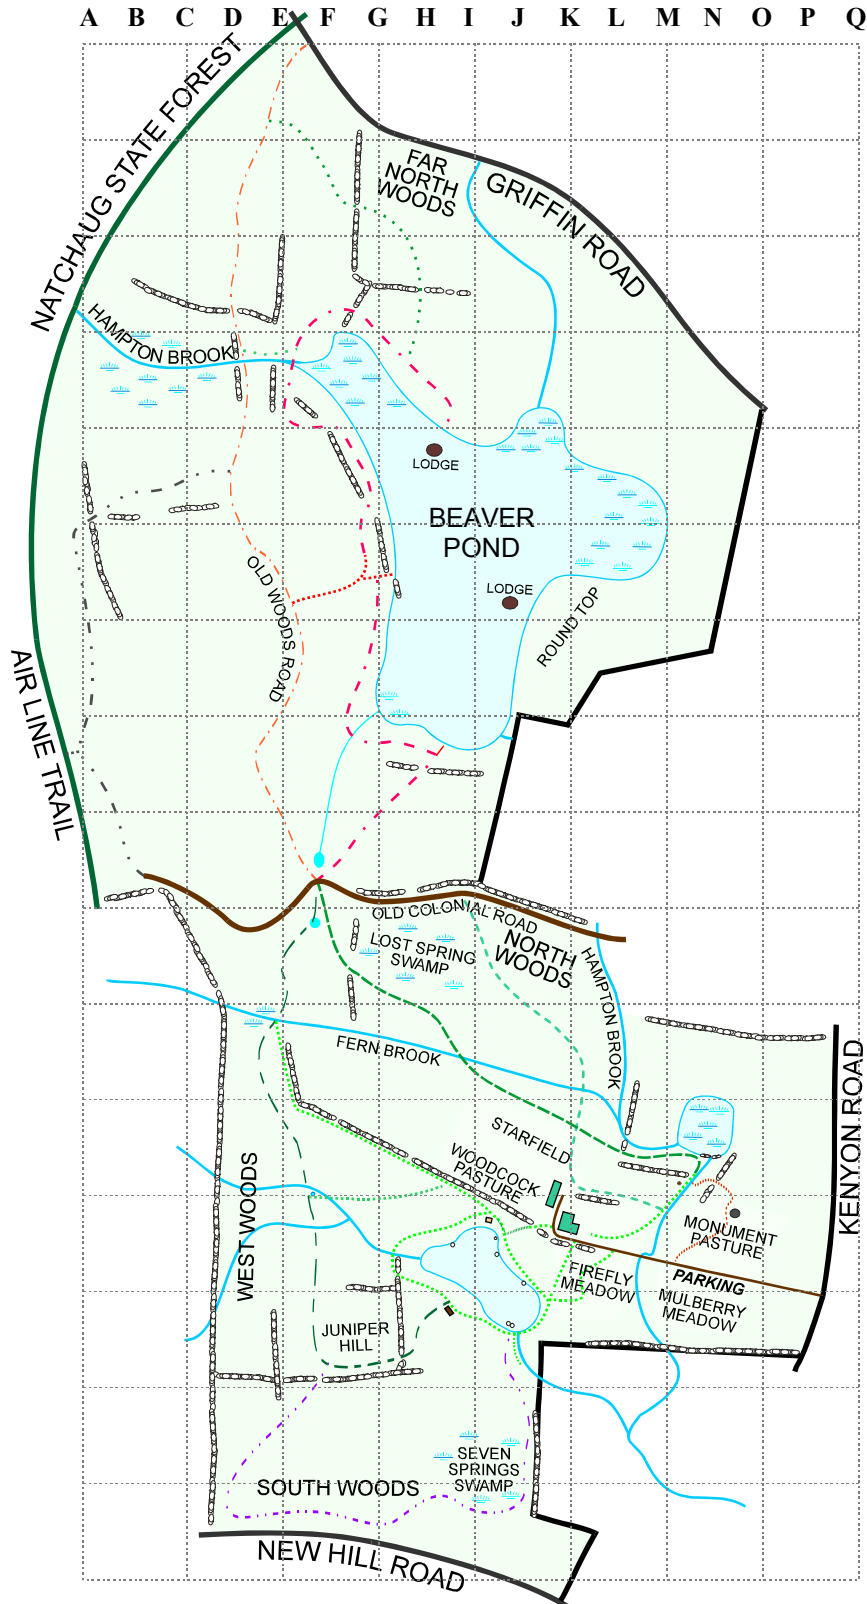 A B C D E F G H I J K L M N O P Q
NATCHAUG STATE FOREST
FAR
NORTH
WOODS
GRIFFIN ROAD
HAMPTON BROOK
LODGE
BEAVER
POND
LODGE
ROUND TOP
OLD WOODS ROAD
AIR LINE TRAIL
OLD COLONIAL ROAD
LOST SPRING
SWAMP
NORTH
WOODS
HAMPTON BROOK
FERN BROOK
KENYON ROAD
STARFIELD
WOODCOCK
PASTURE
WEST WOODS
MONUMENT
PASTURE
FIREFLY
MEADOW
PARKING
MULBERRY
MEADOW
JUNIPER
HILL
SEVEN
SPRINGS
SWAMP
SOUTH WOODS
NEW HILL ROAD